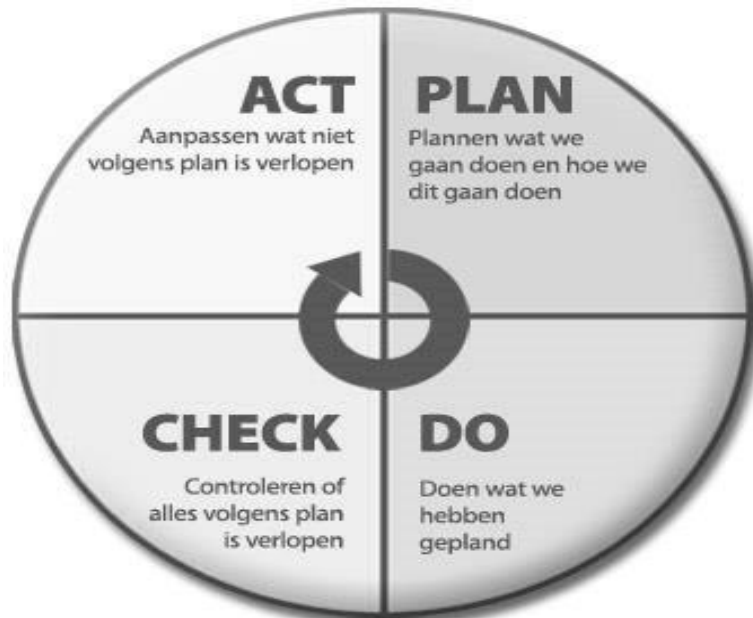 ACT
Aanpassen wat niet
volgens plan is verlopen
PLAN
Plannen wat we
gaan doen en hoe we
dit gaan doen
CHECK
Controleren of
alles volgens plan
is verlopen
DO
Doen wat we
hebben
gepland